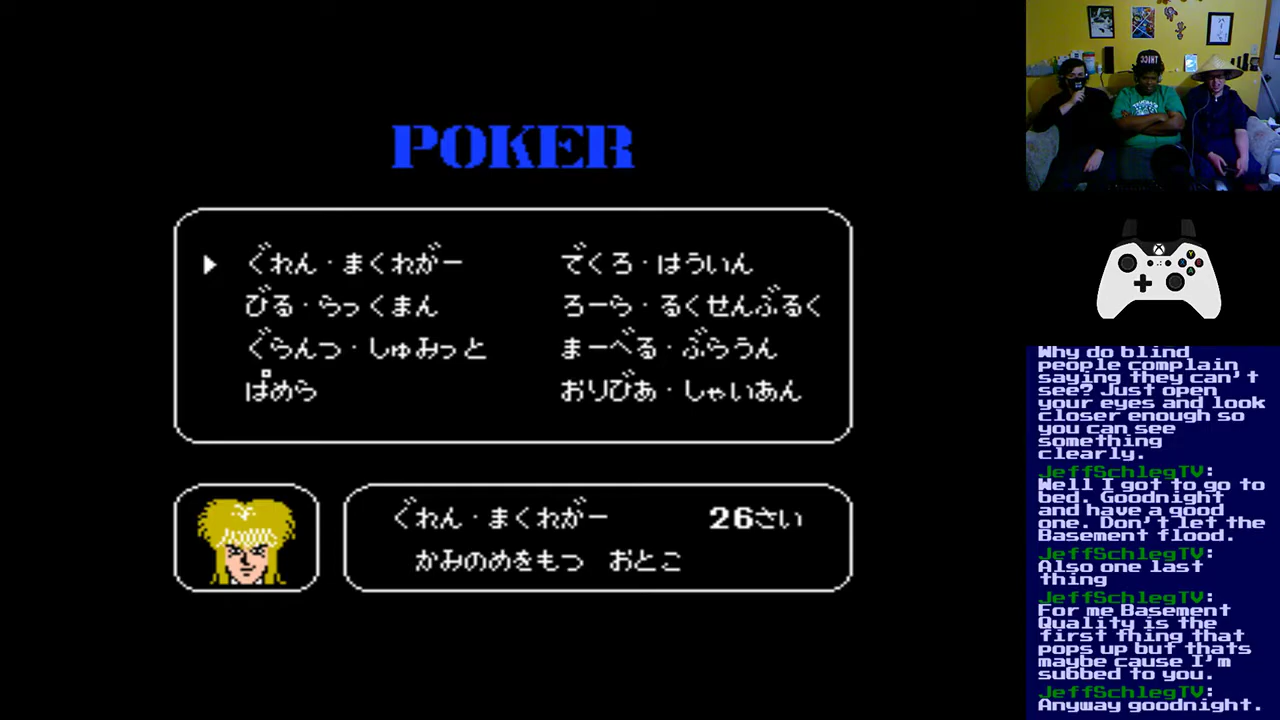 POKER
ぐれん・まくれがー
でくろ・はういん
びる・らっくまん
ろーら・るくせんぶるく
ぐらんつ・しゅみっと
まーべる・ぶらうん
ぱめら
おりびあ・しゃいあん
ぐれん・まくれがー 26さい
かみのめをもつ おとこ
Why do blind
people complain
saying they can't
see? Just open
your eyes and look
closer enough so
you can see
something
clearly.
JeffSchlegTV:
Well I got to go to
bed. Goodnight
and have a good
one. Don't let the
Basement flood.
JeffSchlegTV:
Also one last
thing
JeffSchlegTV:
For me Basement
Quality is the
first thing that
pops up but thats
maybe cause I'm
subbed to you.
JeffSchlegTV:
Anyway goodnight.